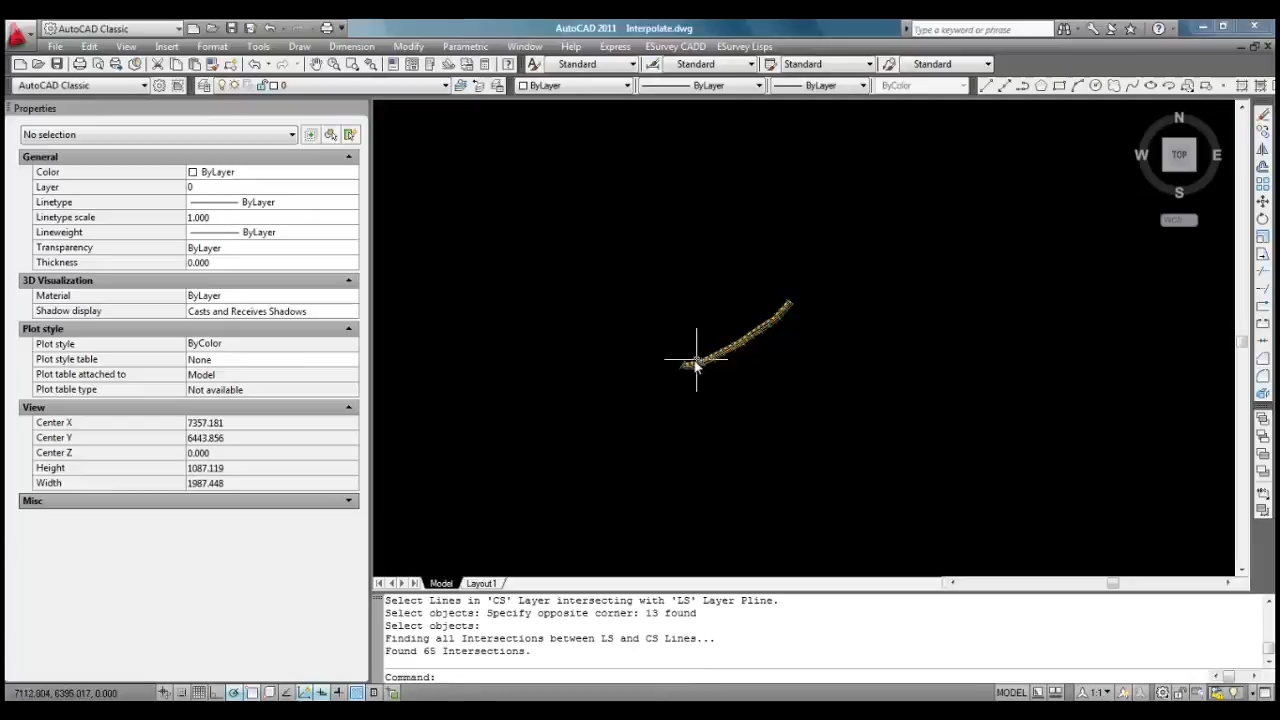 AutoCAD Classic
AutoCAD 2011 Interpolate.dwg
Type a keyword or phrase
File Edit View Insert Format Tools Draw Dimension Modify Parametric Window Help Express ESurvey CADD ESurvey Lisps
Standard Standard Standard Standard
AutoCAD Classic 0 ByLayer ByLayer ByLayer ByColor
Properties
No selection
General
Color ByLayer
Layer 0
Linetype ByLayer
Linetype scale 1.000
Lineweight ByLayer
Transparency ByLayer
Thickness 0.000
3D Visualization
Material ByLayer
Shadow display Casts and Receives Shadows
Plot style
Plot style ByColor
Plot style table None
Plot table attached to Model
Plot table type Not available
View
Center X 7357.181
Center Y 6443.856
Center Z 0.000
Height 1087.119
Width 1987.448
Misc
N
W TOP E
S
WCS
Model Layout1
Select Lines in 'CS' Layer intersecting with 'LS' Layer Pline.
Select objects: Specify opposite corner: 13 found
Select objects:
Finding all Intersections between LS and CS Lines...
Found 65 Intersections.
Command:
7112.804, 6395.017, 0.000
MODEL 1:1